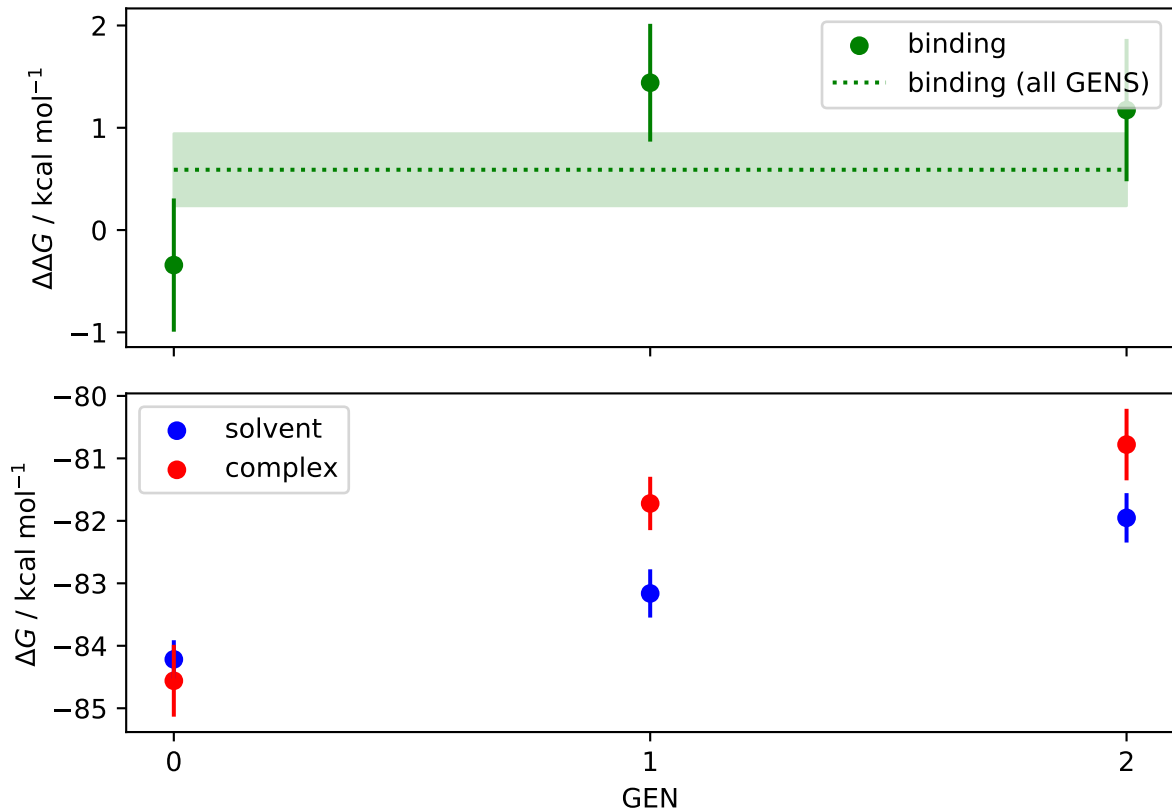 2
1
0
−1
ΔΔG / kcal mol⁻¹
binding
binding (all GENS)
−80
−81
−82
−83
−84
−85
ΔG / kcal mol⁻¹
solvent
complex
0
1
2
GEN